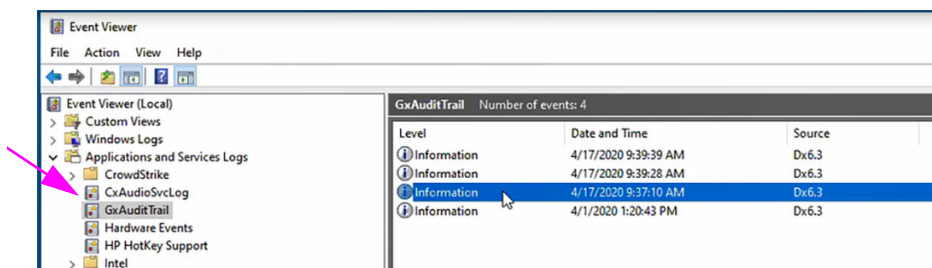 Event Viewer
File Action View Help
Event Viewer (Local)
Custom Views
Windows Logs
Applications and Services Logs
CrowdStrike
CxAudioSvcLog
GxAuditTrail
Hardware Events
HP HotKey Support
Intel
GxAuditTrail Number of events: 4
Level Date and Time Source
Information 4/17/2020 9:39:39 AM Dx6.3
Information 4/17/2020 9:39:28 AM Dx6.3
Information 4/17/2020 9:37:10 AM Dx6.3
Information 4/1/2020 1:20:43 PM Dx6.3